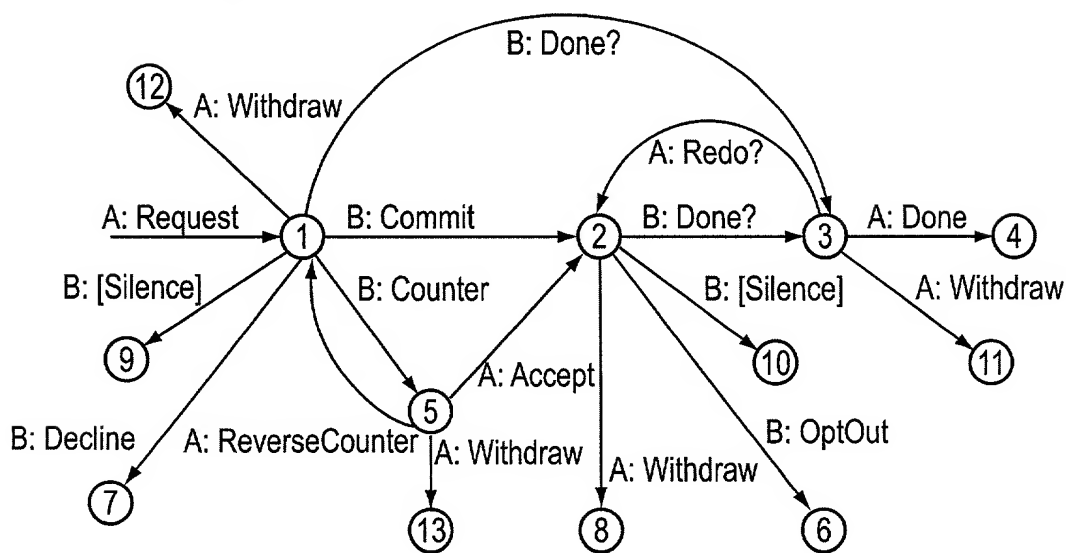 B: Done?
12
A: Withdraw
A: Redo?
A: Request
1
B: Commit
2
B: Done?
3
A: Done
4
B: [Silence]
B: Counter
B: [Silence]
A: Withdraw
9
10
11
A: Accept
5
B: Decline
A: ReverseCounter
A: Withdraw
B: OptOut
A: Withdraw
7
13
8
6